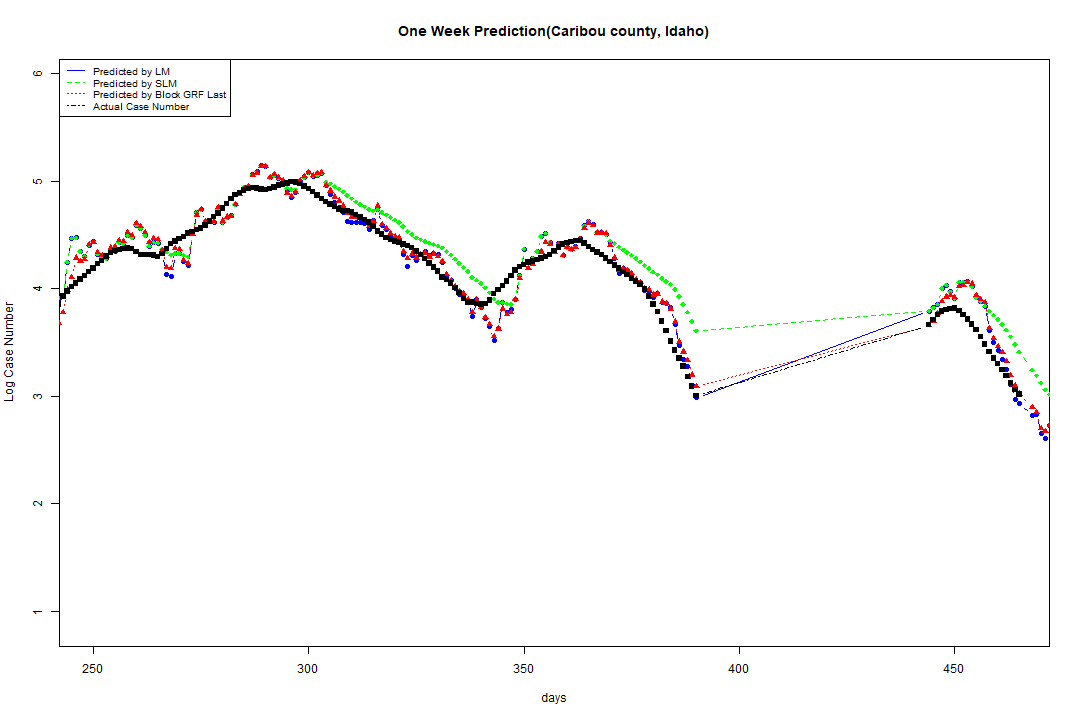 One Week Prediction(Caribou county, Idaho)
Predicted by LM
Predicted by SLM
Predicted by Block GRF Last
Actual Case Number
6
5
4
3
2
1
Log Case Number
250
300
350
400
450
days